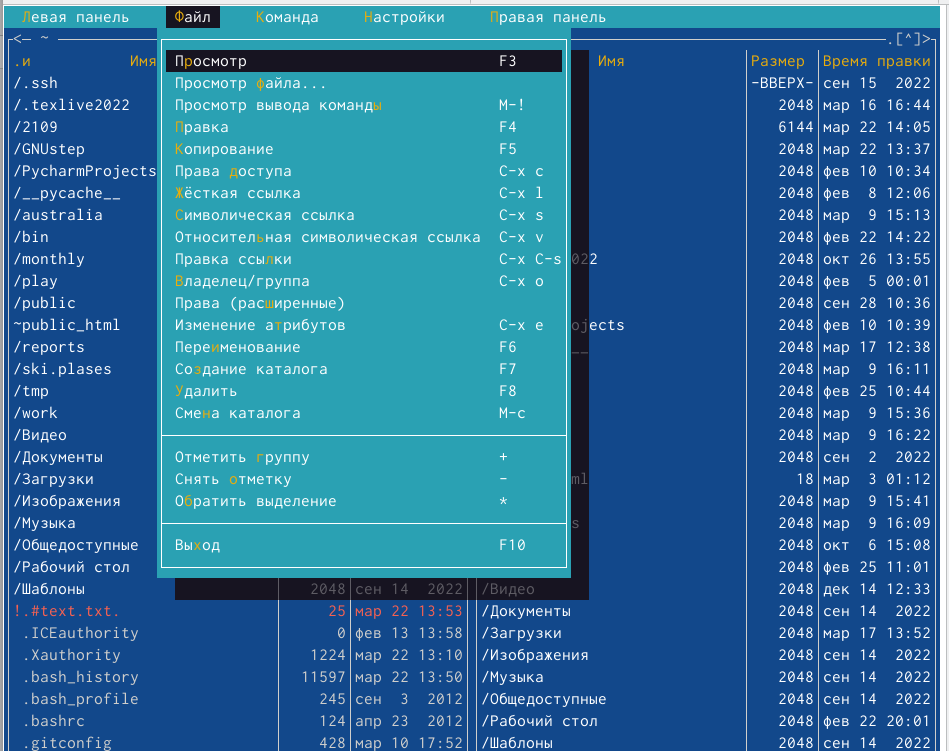 Левая панель Файл Команда Настройки Правая панель
<— ~ .[^]>
.и Имя Имя Размер Время правки
/.ssh Просмотр F3 -ВВЕРХ- сен 15 2022
/.texlive2022 Просмотр файла... 2048 мар 16 16:44
/2109 Просмотр вывода команды M-! 6144 мар 22 14:05
/GNUstep Правка F4 2048 мар 22 13:37
/PycharmProjects Копирование F5 2048 фев 10 10:34
/__pycache__ Права доступа C-x c 2048 фев 8 12:06
/australia Жёсткая ссылка C-x l 2048 мар 9 15:13
/bin Символическая ссылка C-x s 2048 фев 22 14:22
/monthly Относительная символическая ссылка C-x v 2048 окт 26 13:55
/play Правка ссылки C-x C-s 022 2048 фев 5 00:01
/public Владелец/группа C-x o 2048 сен 28 10:36
~public_html Права (расширенные) 2048 фев 10 10:39
/reports Изменение атрибутов C-x e ojects 2048 мар 17 12:38
/ski.plases Переименование F6 __ 2048 мар 9 16:11
/tmp Создание каталога F7 2048 фев 25 10:44
/work Удалить F8 2048 мар 9 15:36
/Видео Смена каталога M-c 2048 мар 9 16:22
/Документы Отметить группу + 2048 сен 2 2022
/Загрузки Снять отметку - ml 18 мар 3 01:12
/Изображения Обратить выделение * 2048 мар 9 15:41
/Музыка s 2048 мар 9 16:09
/Общедоступные Выход F10 2048 окт 6 15:08
/Рабочий стол 2048 фев 25 11:01
/Шаблоны 2048 сен 14 2022 /Видео 2048 дек 14 12:33
!.#text.txt. 25 мар 22 13:53 /Документы 2048 сен 14 2022
.ICEauthority 0 фев 13 13:58 /Загрузки 2048 мар 17 13:52
.Xauthority 1224 мар 22 13:10 /Изображения 2048 сен 14 2022
.bash_history 11597 мар 22 13:50 /Музыка 2048 сен 14 2022
.bash_profile 245 сен 3 2012 /Общедоступные 2048 сен 14 2022
.bashrc 124 апр 23 2012 /Рабочий стол 2048 фев 22 20:01
.gitconfig 428 мар 10 17:52 /Шаблоны 2048 сен 14 2022